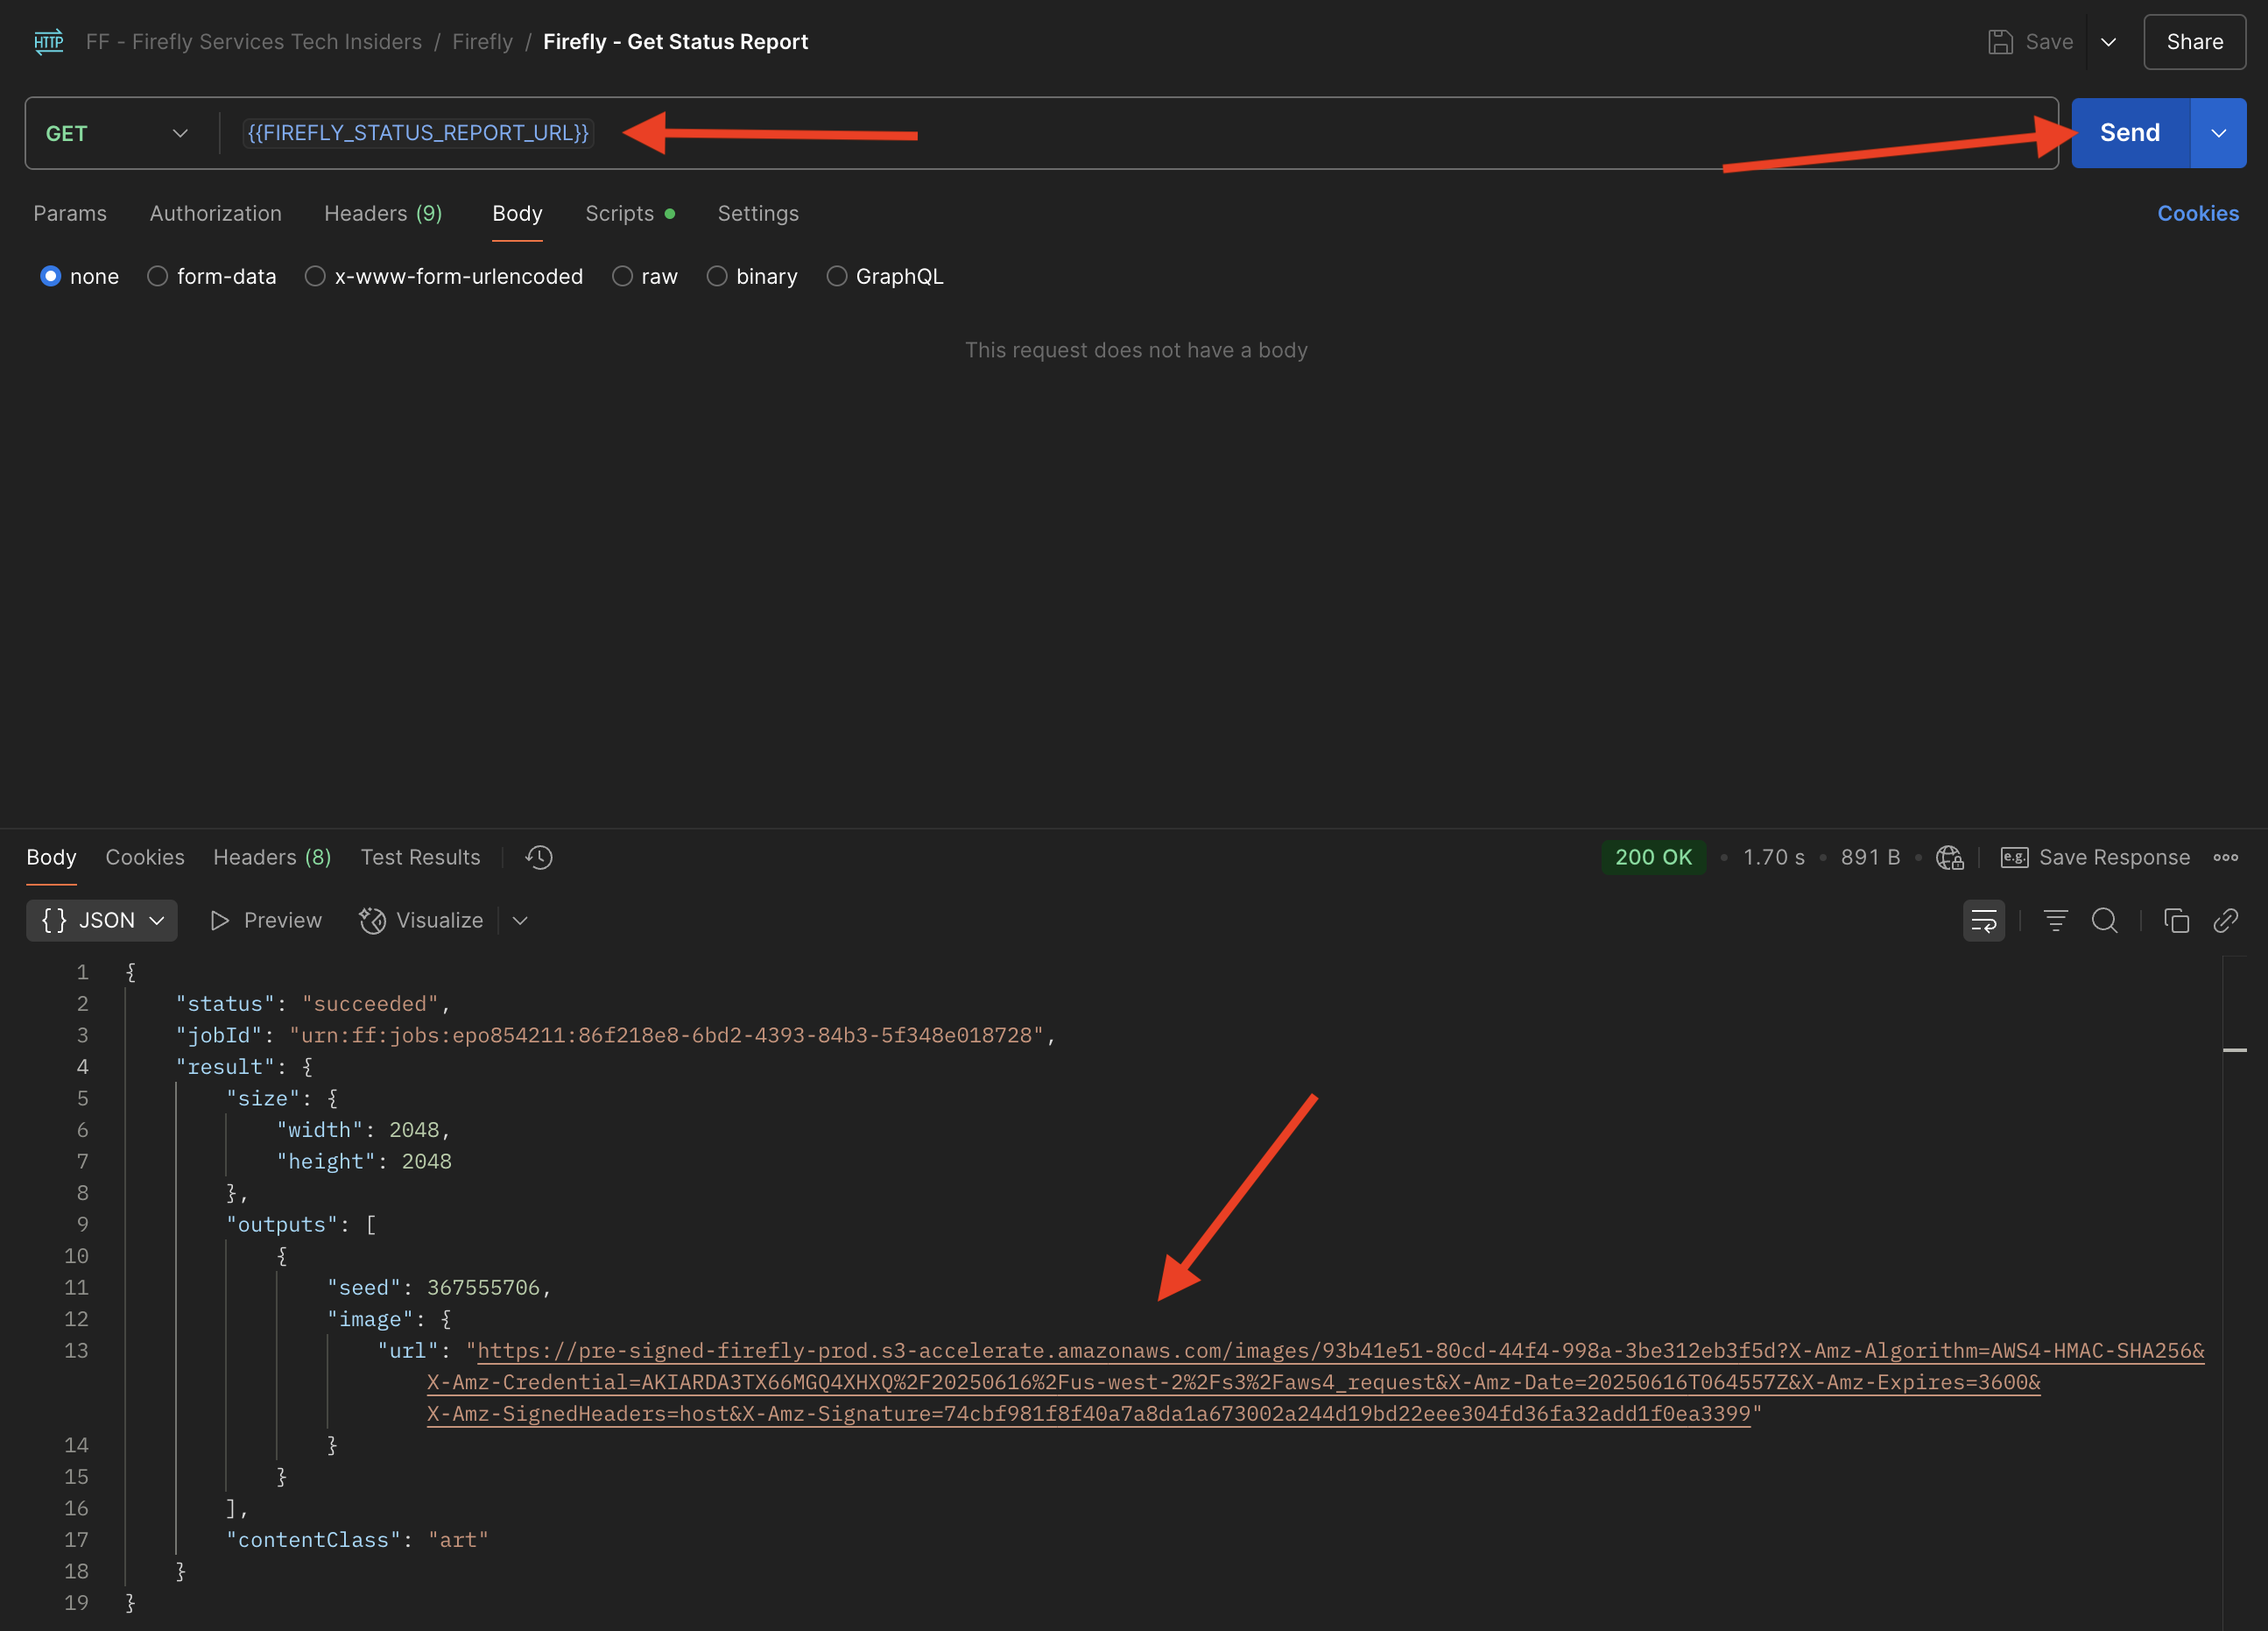 HTTP FF - Firefly Services Tech Insiders / Firefly / Firefly - Get Status Report Save Share
GET {{FIREFLY_STATUS_REPORT_URL}} Send
Params Authorization Headers (9) Body Scripts Settings Cookies
none form-data x-www-form-urlencoded raw binary GraphQL
This request does not have a body
Body Cookies Headers (8) Test Results 200 OK 1.70 s 891 B e.g. Save Response
{} JSON Preview Visualize
1 {
2 "status": "succeeded",
3 "jobId": "urn:ff:jobs:epo854211:86f218e8-6bd2-4393-84b3-5f348e018728",
4 "result": {
5 "size": {
6 "width": 2048,
7 "height": 2048
8 },
9 "outputs": [
10 {
11 "seed": 367555706,
12 "image": {
13 "url": "https://pre-signed-firefly-prod.s3-accelerate.amazonaws.com/images/93b41e51-80cd-44f4-998a-3be312eb3f5d?X-Amz-Algorithm=AWS4-HMAC-SHA256&
X-Amz-Credential=AKIARDA3TX66MGQ4XHXQ%2F20250616%2Fus-west-2%2Fs3%2Faws4_request&X-Amz-Date=20250616T064557Z&X-Amz-Expires=3600&
X-Amz-SignedHeaders=host&X-Amz-Signature=74cbf981f8f40a7a8da1a673002a244d19bd22eee304fd36fa32add1f0ea3399"
14 }
15 }
16 ],
17 "contentClass": "art"
18 }
19 }